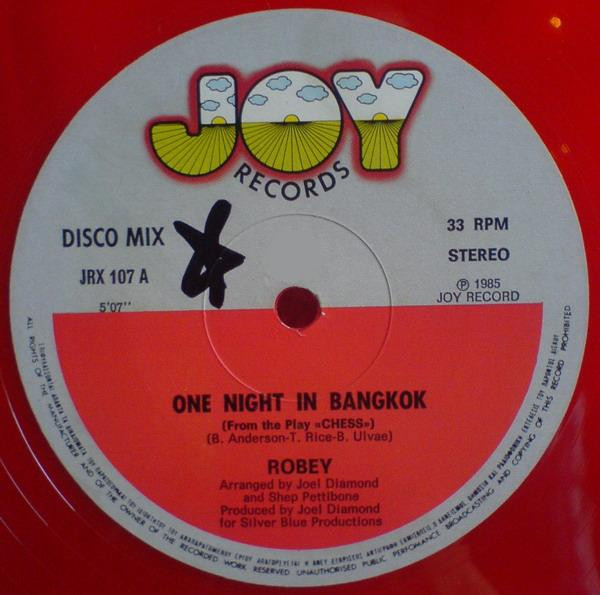 JOY
RECORDS
DISCO MIX
JRX 107 A
5'07''
33 RPM
STEREO
℗ 1985
JOY RECORD
ONE NIGHT IN BANGKOK
(From the Play «CHESS»)
(B. Anderson-T. Rice-B. Ulvae)
ROBEY
Arranged by Joel Diamond
and Shep Pettibone
Produced by Joel Diamond
for Silver Blue Productions
ALL RIGHTS OF THE MANUFACTURER AND OF THE OWNER OF THE RECORDED WORK RESERVED UNAUTHORISED PUBLIC PERFOMANCE BROADCASTING AND COPYING OF THIS RECORD PROHIBITED